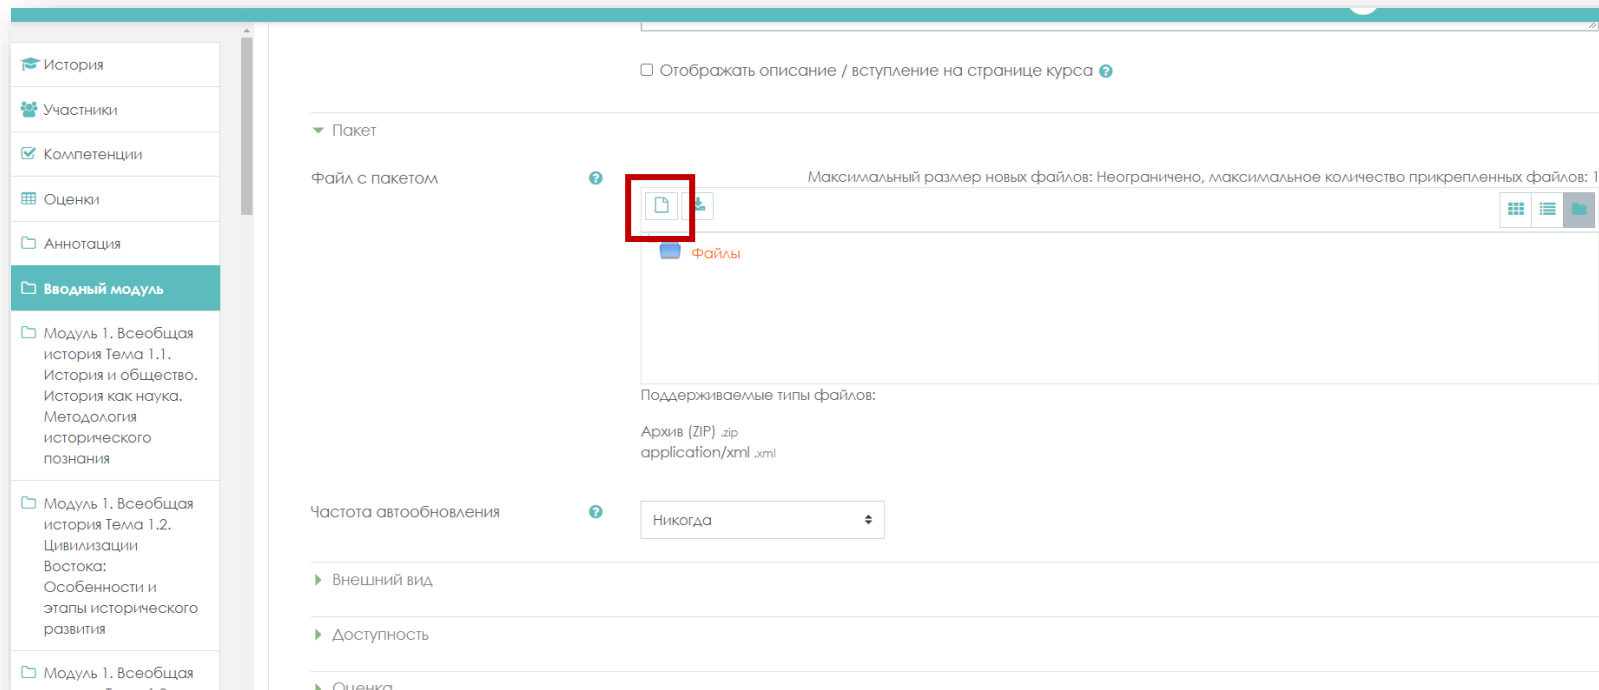 История
Участники
Компетенции
Оценки
Аннотация
Вводный модуль
Модуль 1. Всеобщая
история Тема 1.1.
История и общество.
История как наука.
Методология
исторического
познания
Модуль 1. Всеобщая
история Тема 1.2.
Цивилизации
Востока:
Особенности и
этапы исторического
развития
Модуль 1. Всеобщая
Отображать описание / вступление на странице курса
Пакет
Файл с пакетом
Максимальный размер новых файлов: Неограничено, максимальное количество прикрепленных файлов: 1
Файлы
Поддерживаемые типы файлов:
Архив (ZIP) .zip
application/xml .xml
Частота автообновления
Никогда
Внешний вид
Доступность
Оценка